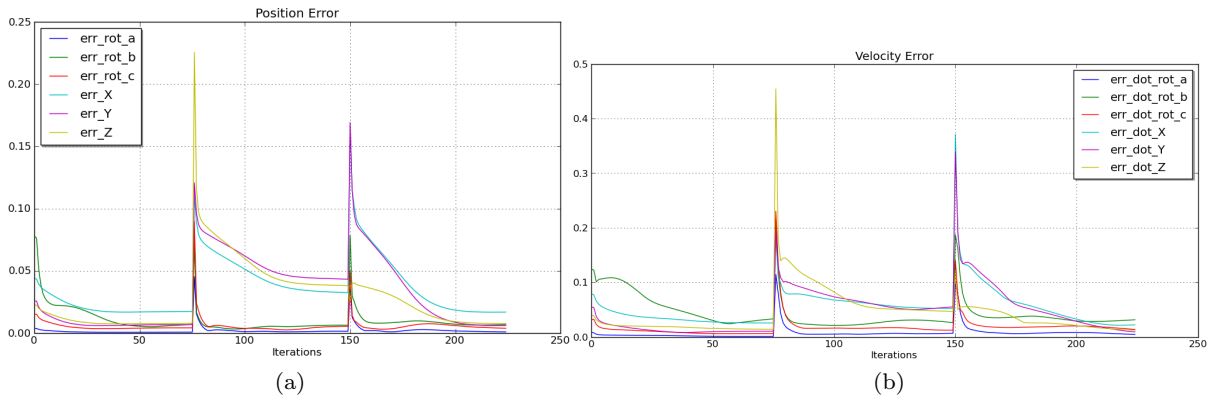 Position Error
0.25
0.20
0.15
0.10
0.05
0.00
err_rot_a
err_rot_b
err_rot_c
err_X
err_Y
err_Z
0 50 100 150 200 250
Iterations
(a)
Velocity Error
0.5
0.4
0.3
0.2
0.1
0.0
err_dot_rot_a
err_dot_rot_b
err_dot_rot_c
err_dot_X
err_dot_Y
err_dot_Z
0 50 100 150 200 250
Iterations
(b)